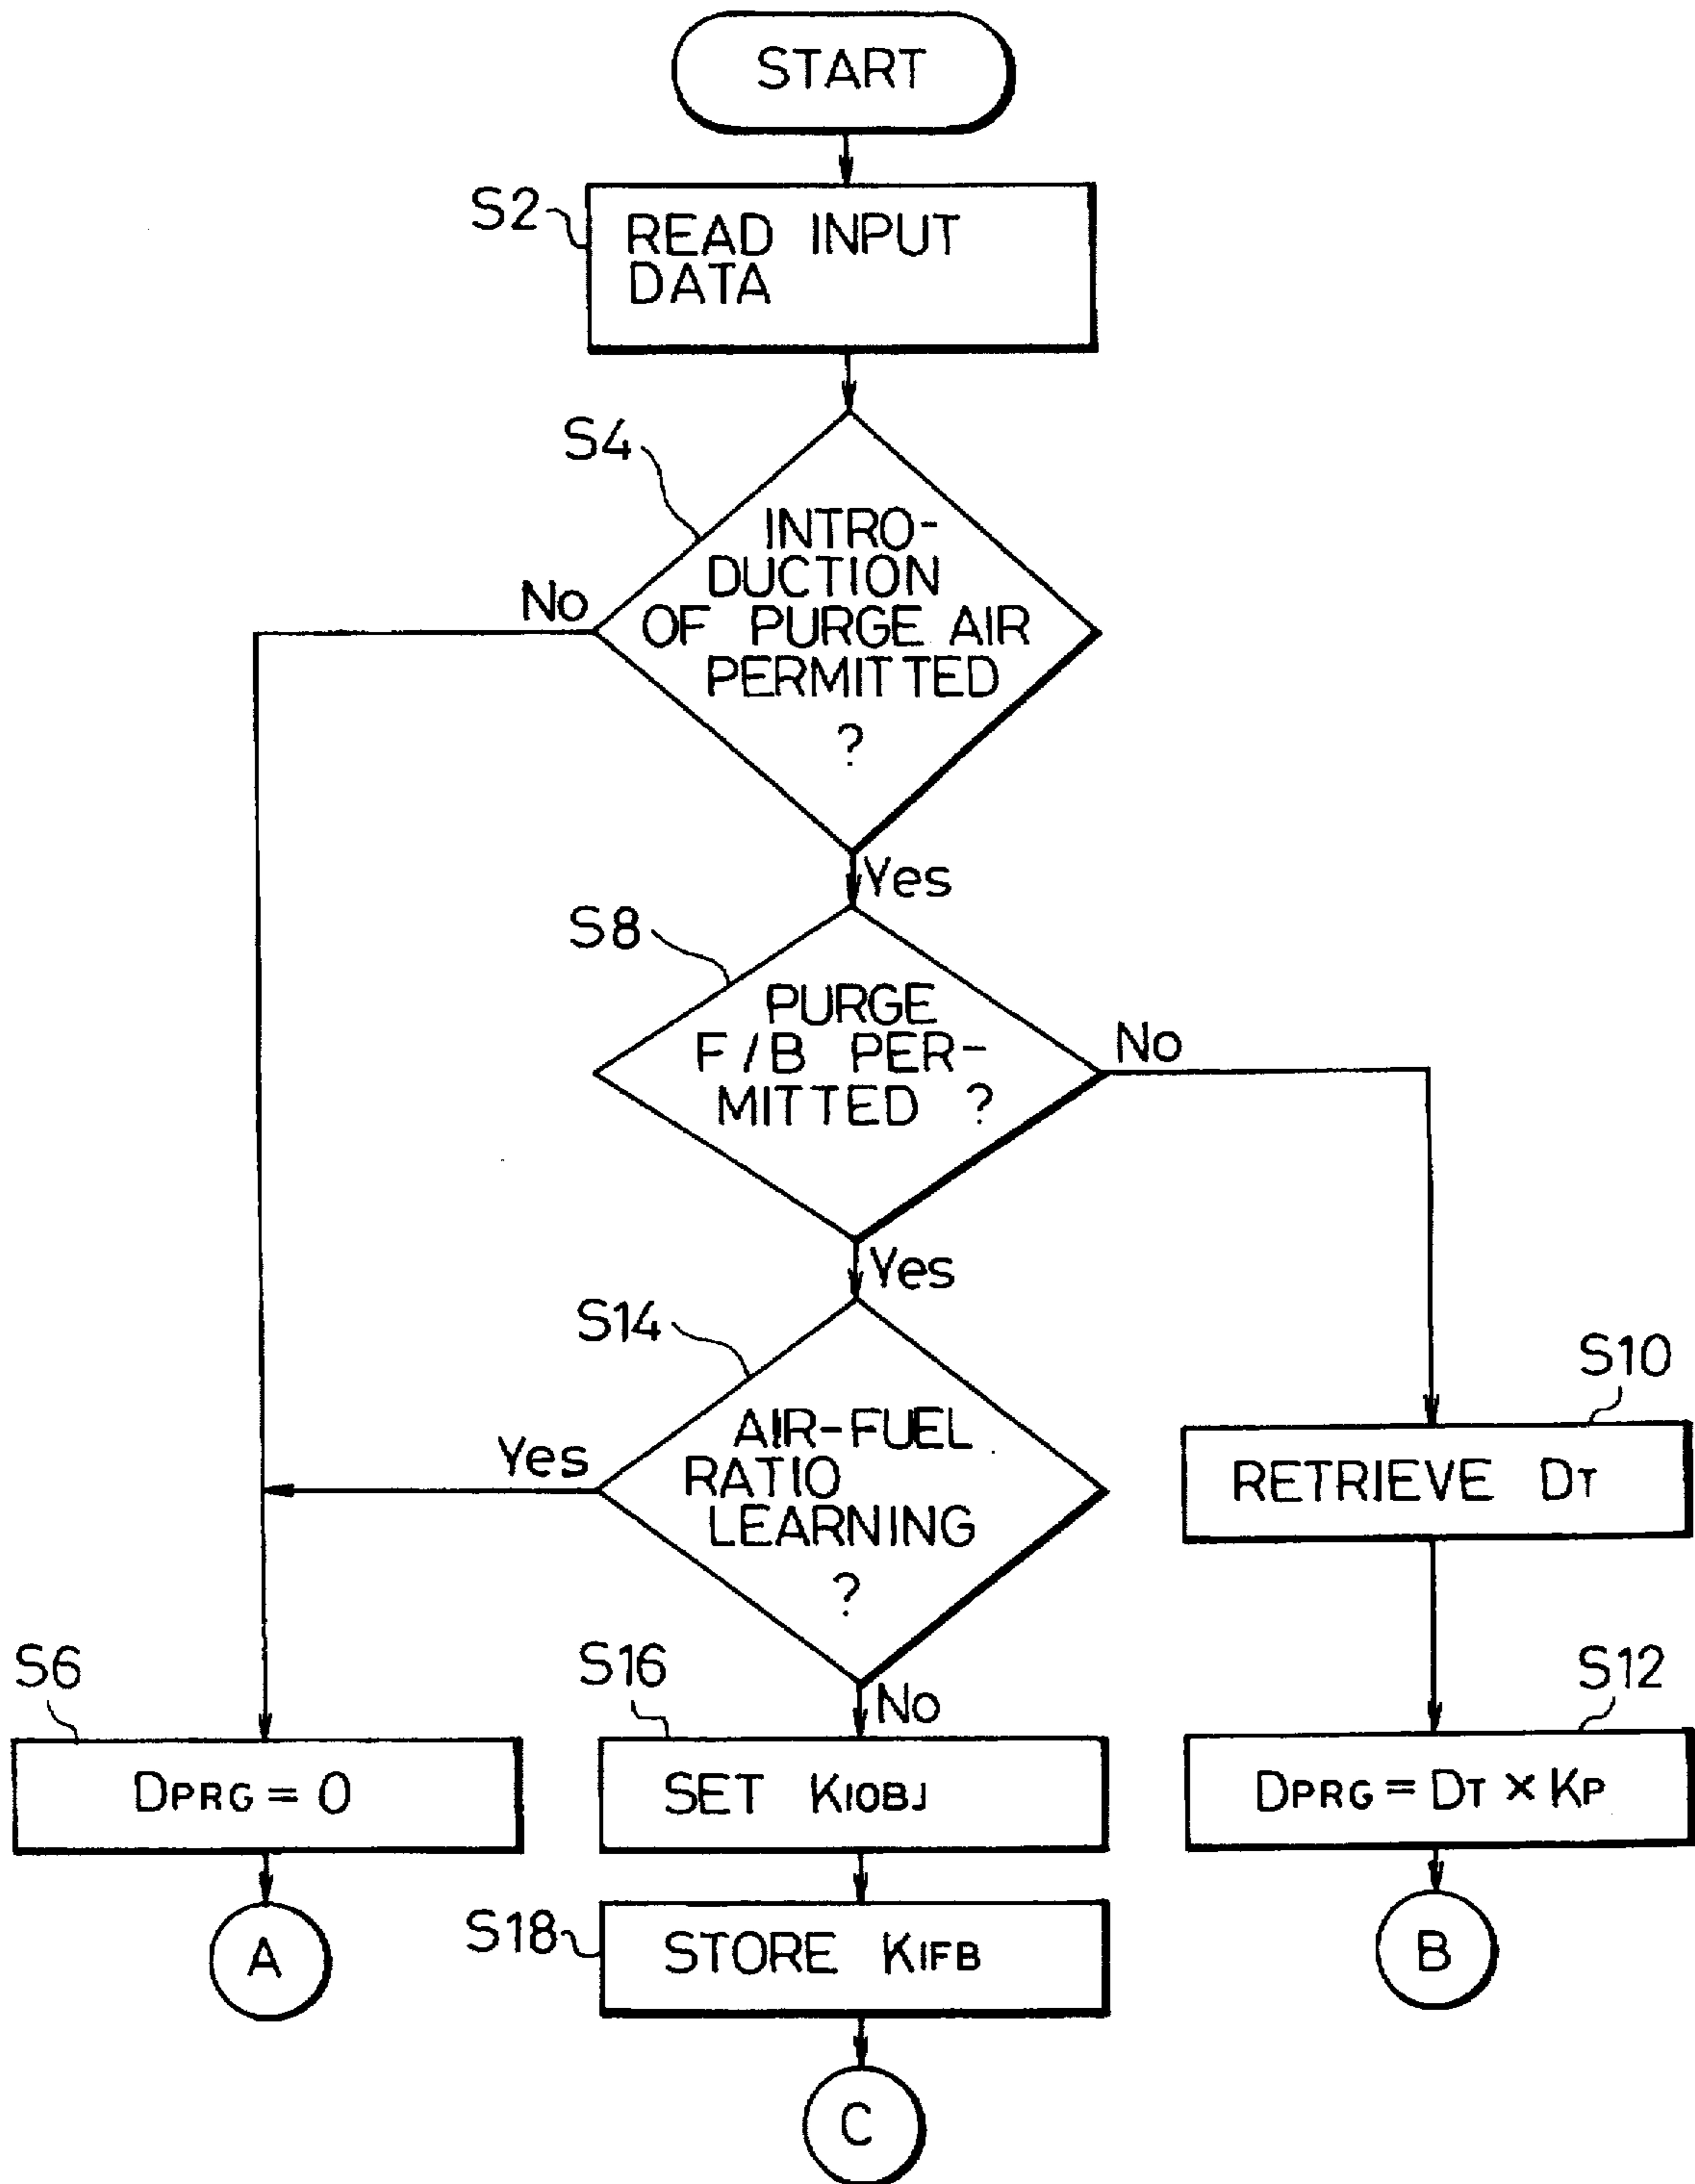 START
S2
READ INPUT
DATA
S4
INTRO-
DUCTION
OF PURGE AIR
PERMITTED
?
No
Yes
S8
PURGE
F/B PER-
MITTED ?
No
Yes
S14
AIR-FUEL
RATIO
LEARNING
?
Yes
No
S10
RETRIEVE DT
S6
DPRG = 0
S16
SET KIOBJ
S12
DPRG = DT × KP
A
S18
STORE KIFB
B
C